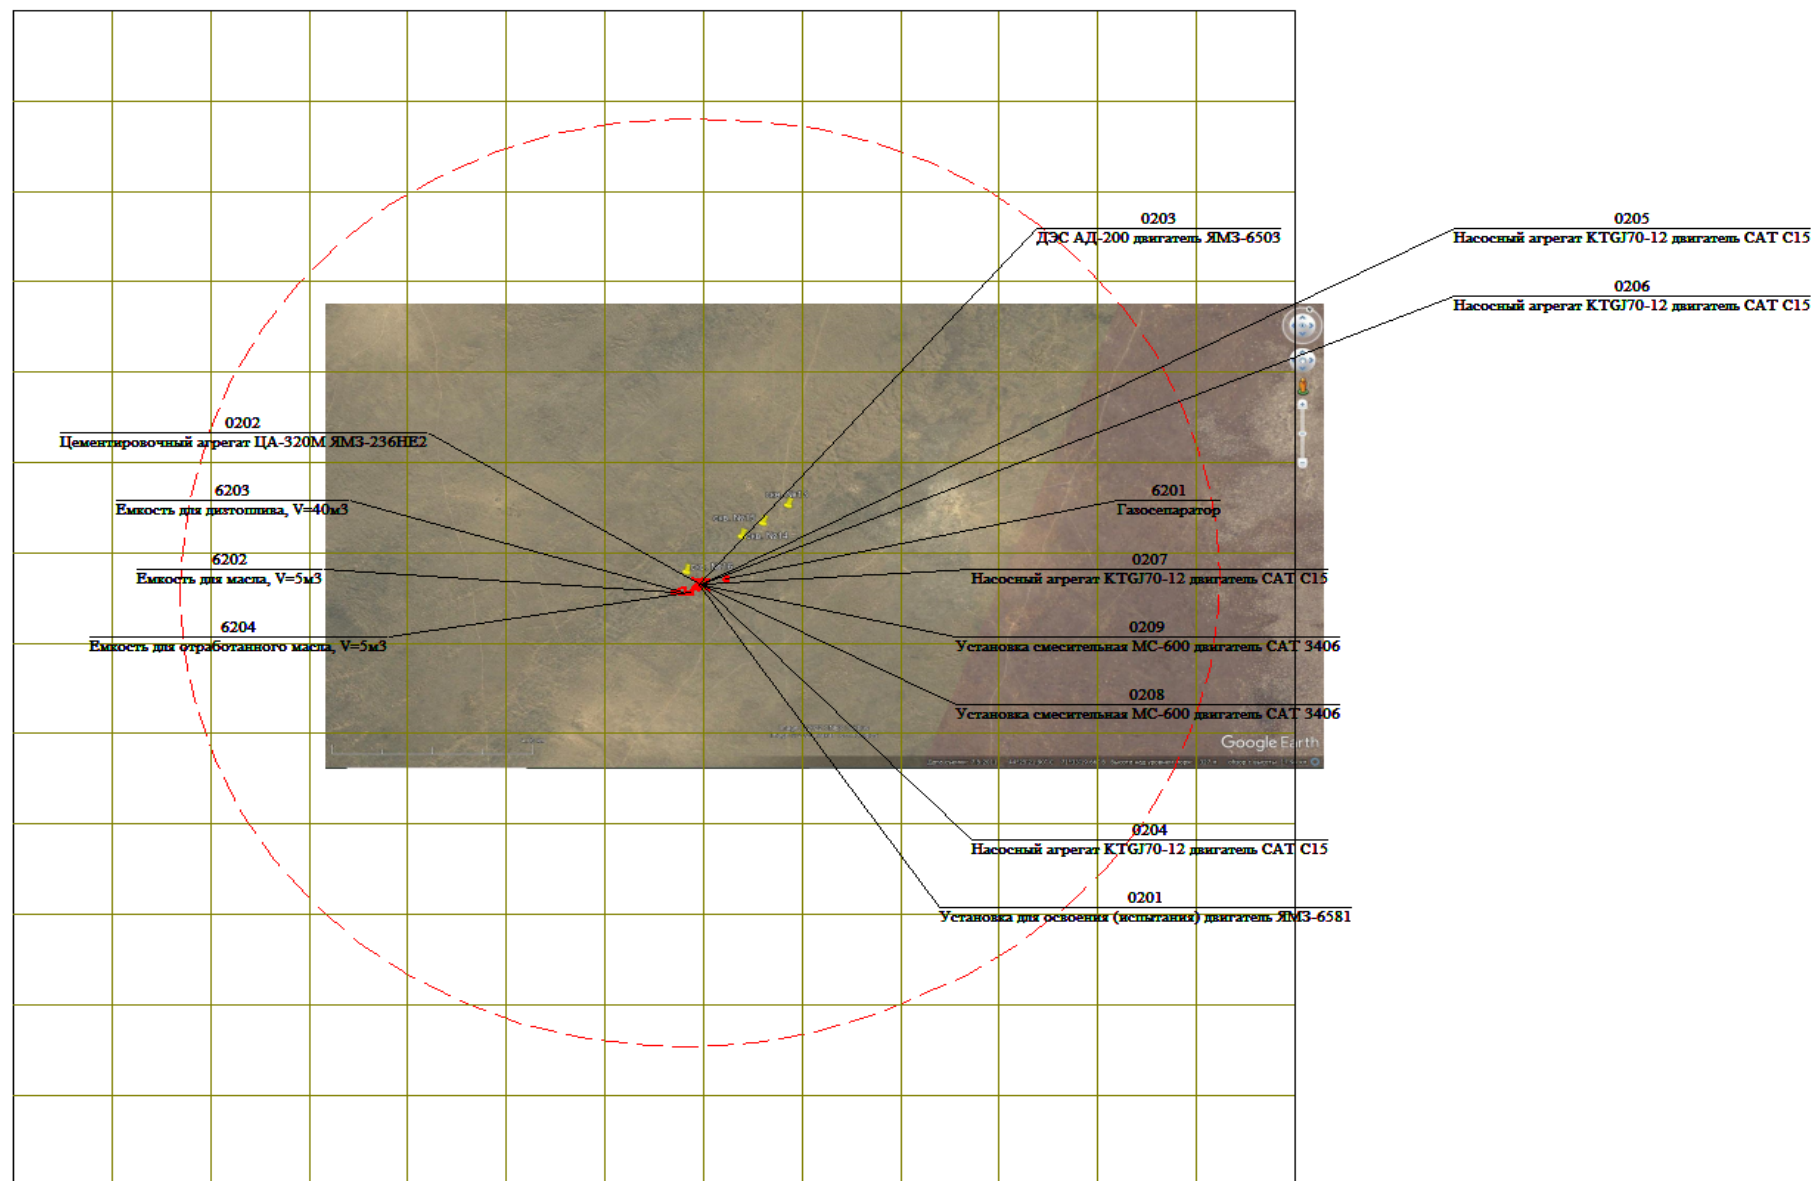 0203
ДЭС АД-200 двигатель ЯМЗ-6503
0205
Насосный агрегат KTGJ70-12 двигатель CAT C15
0206
Насосный агрегат KTGJ70-12 двигатель CAT C15
0202
Цементировочный агрегат ЦА-320М ЯМЗ-236НЕ2
6203
Емкость для дизтоплива, V=40м3
6201
Газосепаратор
6202
Емкость для масла, V=5м3
0207
Насосный агрегат KTGJ70-12 двигатель CAT C15
6204
Емкость для отработанного масла, V=5м3
0209
Установка смесительная МС-600 двигатель CAT 3406
0208
Установка смесительная МС-600 двигатель CAT 3406
Google Earth
0204
Насосный агрегат KTGJ70-12 двигатель CAT C15
0201
Установка для освоения (испытания) двигатель ЯМЗ-6581